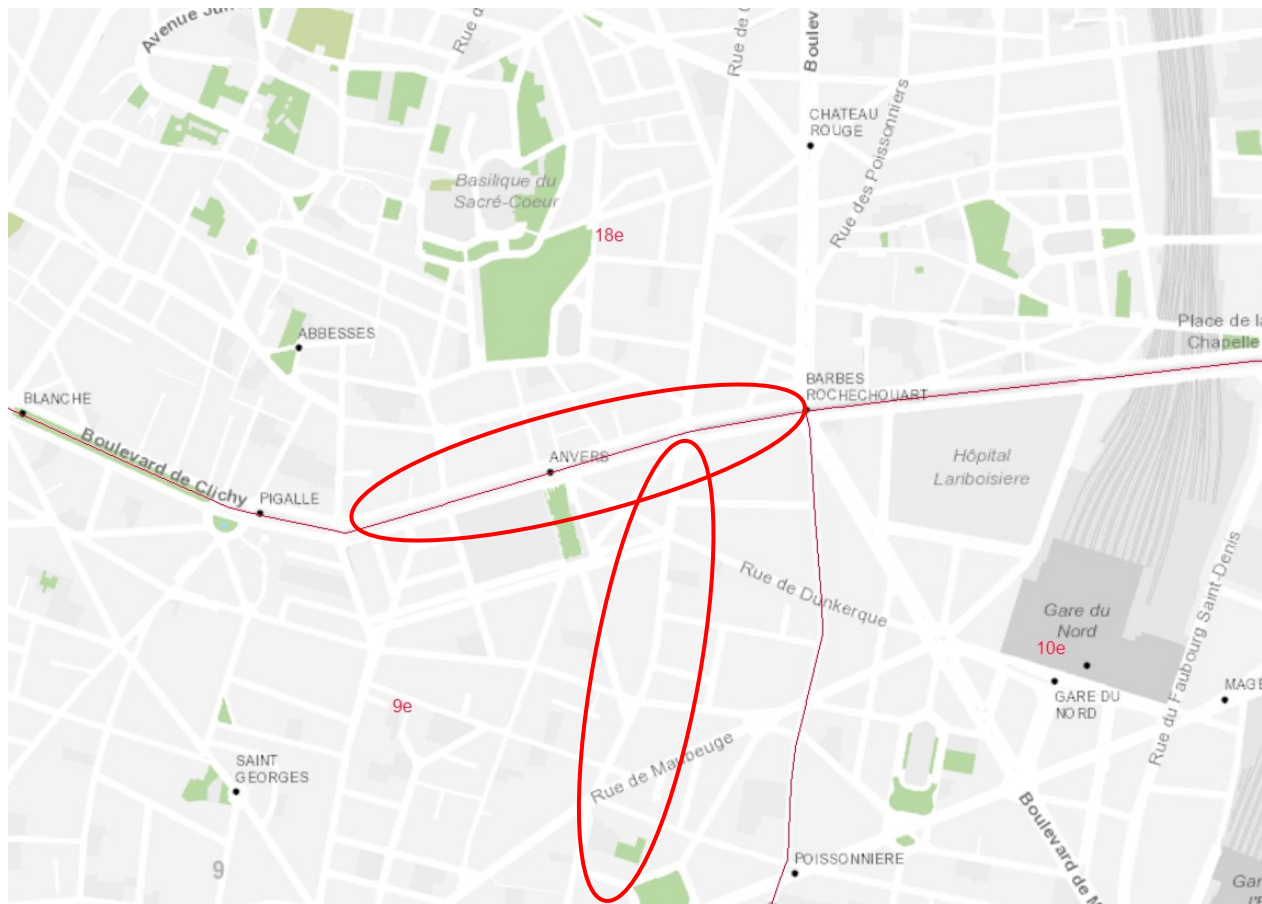 Avenue Jun
Rue d
Rue de
Boulev
CHATEAU
ROUGE
Rue des Poissonniers
Basilique du
Sacré-Coeur
18e
ABBESSES
Place de la
Chapelle
BLANCHE
BARBES
ROCHECHOUART
Boulevard de Clichy
PIGALLE
ANVERS
Hôpital
Lariboisiere
Rue de Dunkerque
Rue du Faubourg Saint-Denis
Gare du
Nord
10e
GARE DU
NORD
MAGE
9e
SAINT
GEORGES
Rue de Maubeuge
Boulevard de M
POISSONNIERE
9
Gar
l'E